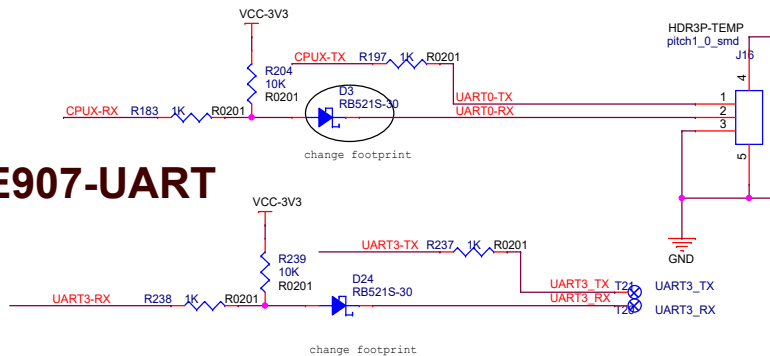 VCC-3V3
HDR3P-TEMP
pitch1_0_smd
J16
CPUX-TX R197 1K R0201
R204
10K
R0201
D3
RB521S-30
4
UART0-TX 1
CPUX-RX R183 1K R0201
UART0-RX 2
3
change footprint
5
E907-UART
VCC-3V3
UART3-TX R237 1K R0201
GND
R239
10K
R0201
D24
RB521S-30
UART3_TX T21 UART3_TX
UART3-RX R238 1K R0201
UART3_RX UART3_RX
change footprint